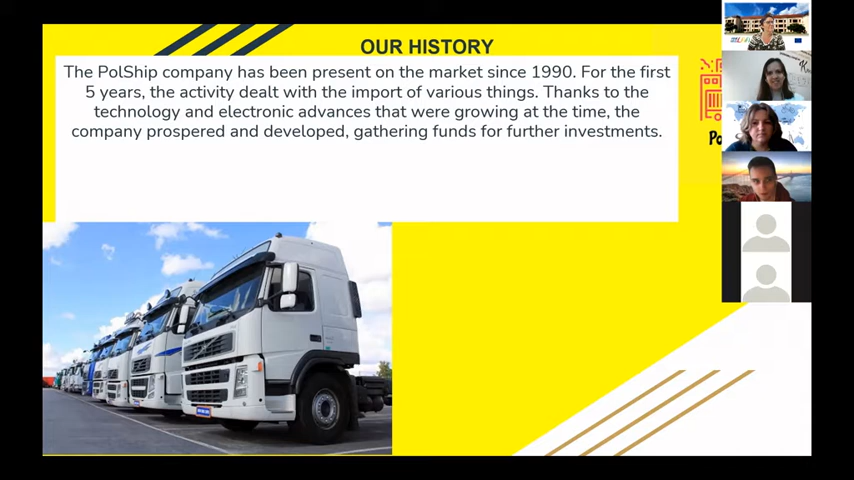 OUR HISTORY
The PolShip company has been present on the market since 1990. For the first
5 years, the activity dealt with the import of various things. Thanks to the
technology and electronic advances that were growing at the time, the
company prospered and developed, gathering funds for further investments.